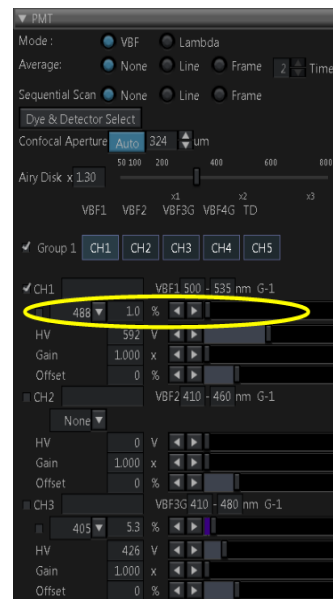 ▼ PMT
Mode : VBF Lambda
Average: None Line Frame 2 Time
Sequential Scan None Line Frame
Dye & Detector Select
Confocal Aperture Auto 324 um
50 100 200 400 600 800
Airy Disk x 1.30
x1 x2 x3
VBF1 VBF2 VBF3G VBF4G TD
Group 1 CH1 CH2 CH3 CH4 CH5
CH1 VBF1 500 - 535 nm G-1
488 1.0 %
HV 592 V
Gain 1.000 x
Offset 0 %
CH2 VBF2 410 - 460 nm G-1
None
HV 0 V
Gain 1.000 x
Offset 0 %
CH3 VBF3G 410 - 480 nm G-1
405 5.3 %
HV 426 V
Gain 1.000 x
Offset 0 %